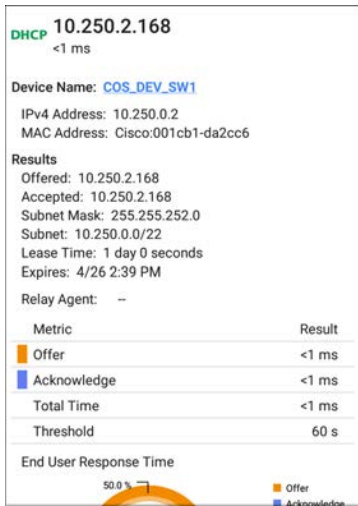 DHCP 10.250.2.168
<1 ms
Device Name: COS_DEV_SW1
IPv4 Address: 10.250.0.2
MAC Address: Cisco:001cb1-da2cc6
Results
Offered: 10.250.2.168
Accepted: 10.250.2.168
Subnet Mask: 255.255.252.0
Subnet: 10.250.0.0/22
Lease Time: 1 day 0 seconds
Expires: 4/26 2:39 PM
Relay Agent: --
Metric Result
Offer <1 ms
Acknowledge <1 ms
Total Time <1 ms
Threshold 60 s
End User Response Time
50.0 %
Offer
Acknowledge